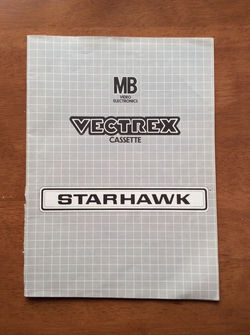 MB
VIDEO
ELECTRONICS
VECTREX
CASSETTE
STARHAWK